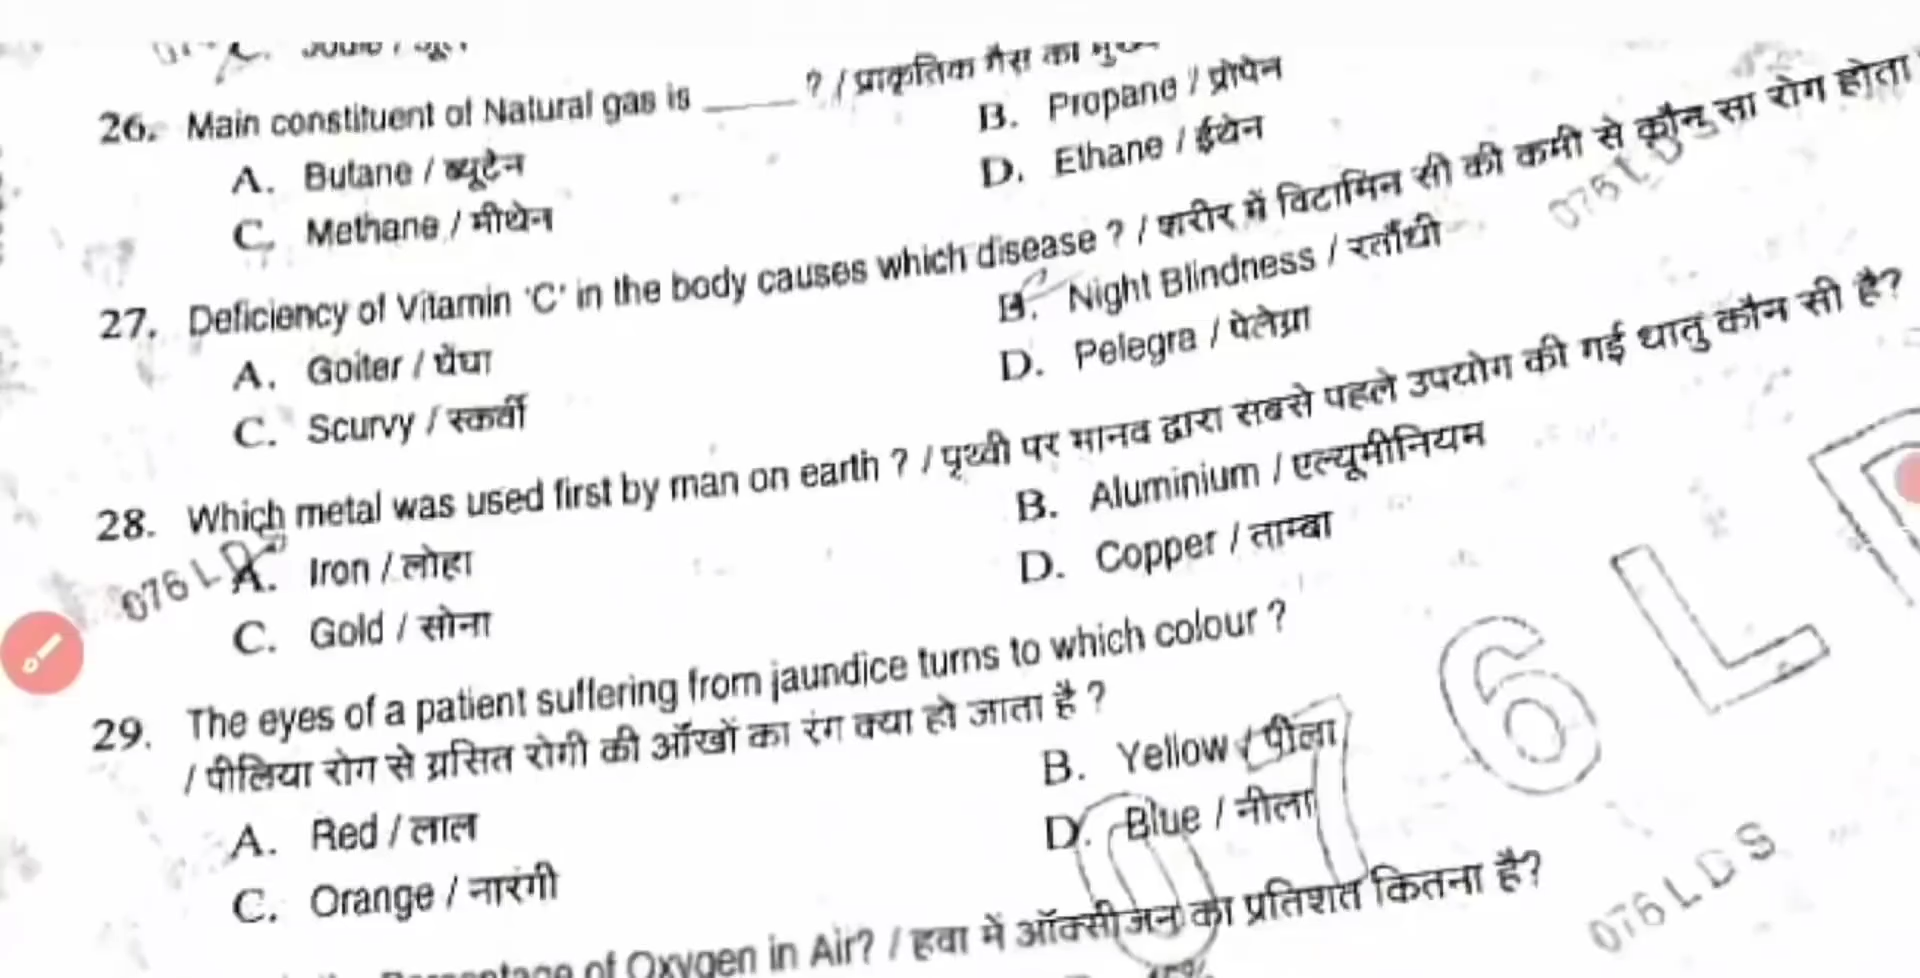 26. Main constituent of Natural gas is ______ ? / प्राकृतिक गैस का
A. Butane / ब्यूटेन
B. Propane / प्रोपेन
C. Methane / मीथेन
D. Ethane / ईथेन
27. Deficiency of Vitamin 'C' in the body causes which disease ? / शरीर में विटामिन सी की कमी से कौन सा रोग होता
A. Goiter / घेंघा
B. Night Blindness / रतौंधी
C. Scurvy / स्कर्वी
D. Pelegra / पेलेग्रा
28. Which metal was used first by man on earth ? / पृथ्वी पर मानव द्वारा सबसे पहले उपयोग की गई धातु कौन सी है?
A. Iron / लोहा
B. Aluminium / एल्यूमीनियम
C. Gold / सोना
D. Copper / ताम्बा
29. The eyes of a patient suffering from jaundice turns to which colour ?
/ पीलिया रोग से ग्रसित रोगी की आँखों का रंग क्या हो जाता है ?
A. Red / लाल
B. Yellow / पीला
C. Orange / नारंगी
D. Blue / नीला
of Oxygen in Air? / हवा में ऑक्सीजन का प्रतिशत कितना है?
076 L
076 LDS